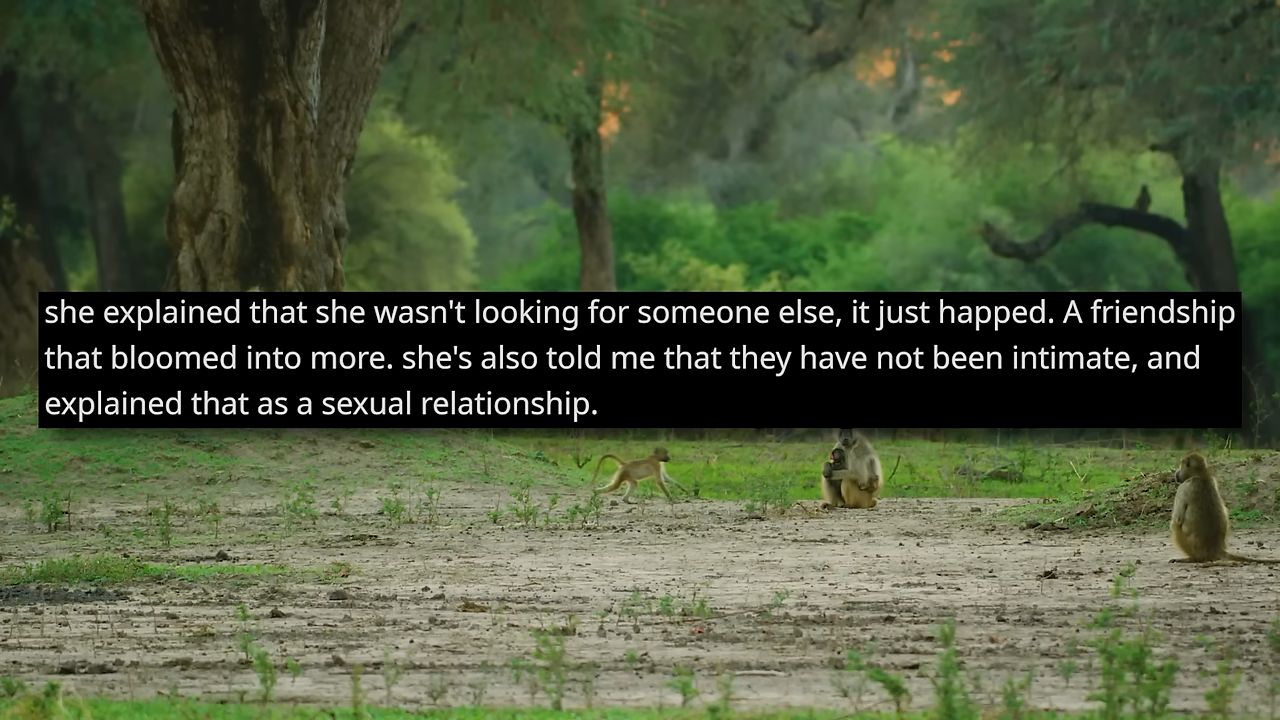 she explained that she wasn't looking for someone else, it just happed. A friendship
that bloomed into more. she's also told me that they have not been intimate, and
explained that as a sexual relationship.